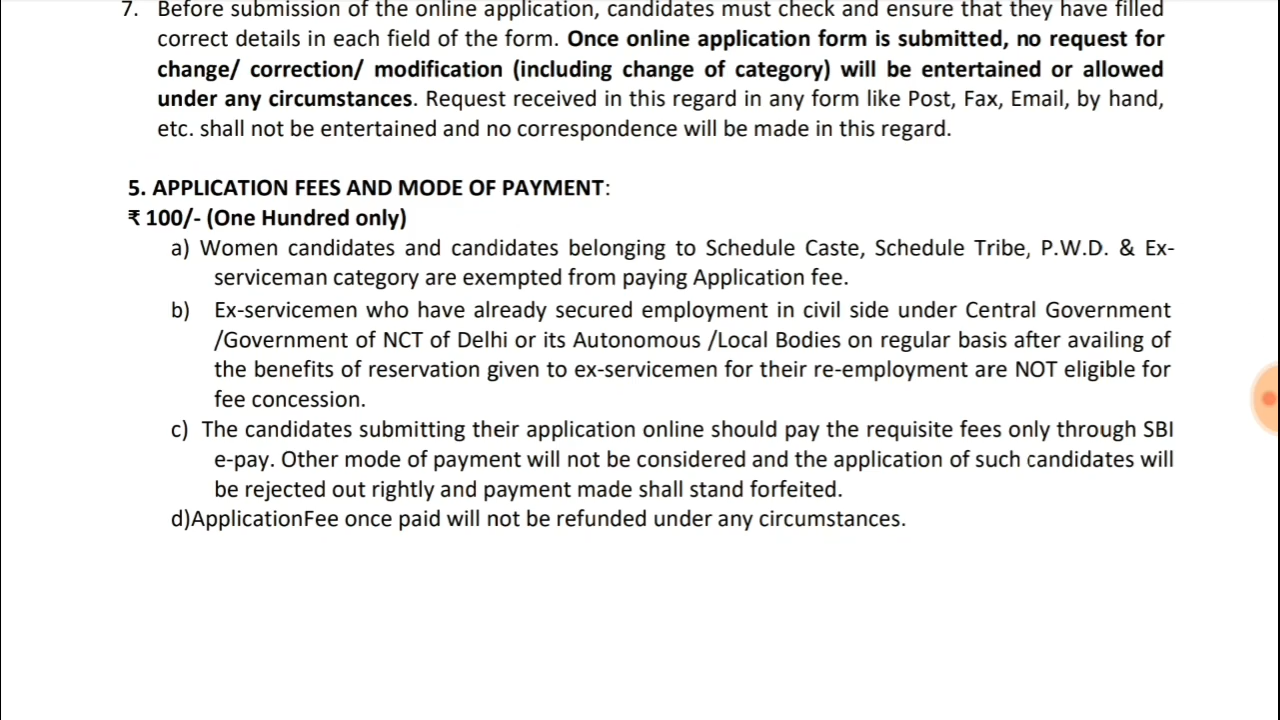 7. Before submission of the online application, candidates must check and ensure that they have filled
correct details in each field of the form. Once online application form is submitted, no request for
change/ correction/ modification (including change of category) will be entertained or allowed
under any circumstances. Request received in this regard in any form like Post, Fax, Email, by hand,
etc. shall not be entertained and no correspondence will be made in this regard.
5. APPLICATION FEES AND MODE OF PAYMENT:
₹ 100/- (One Hundred only)
a) Women candidates and candidates belonging to Schedule Caste, Schedule Tribe, P.W.D. & Ex-
serviceman category are exempted from paying Application fee.
b) Ex-servicemen who have already secured employment in civil side under Central Government
/Government of NCT of Delhi or its Autonomous /Local Bodies on regular basis after availing of
the benefits of reservation given to ex-servicemen for their re-employment are NOT eligible for
fee concession.
c) The candidates submitting their application online should pay the requisite fees only through SBI
e-pay. Other mode of payment will not be considered and the application of such candidates will
be rejected out rightly and payment made shall stand forfeited.
d)ApplicationFee once paid will not be refunded under any circumstances.